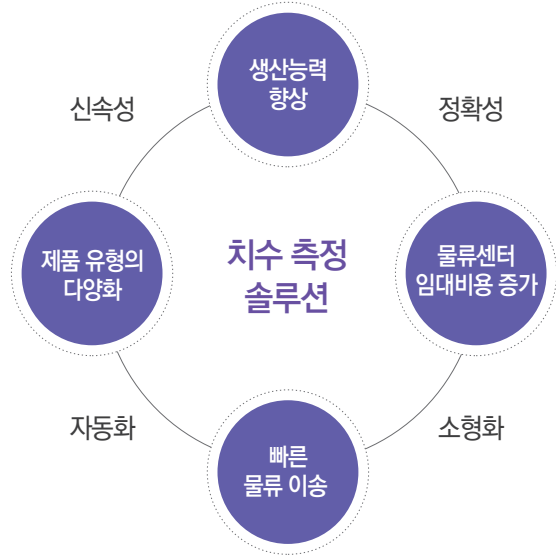 생산능력
향상
신속성
정확성
제품 유형의
다양화
치수 측정
솔루션
물류센터
임대비용 증가
자동화
소형화
빠른
물류 이송